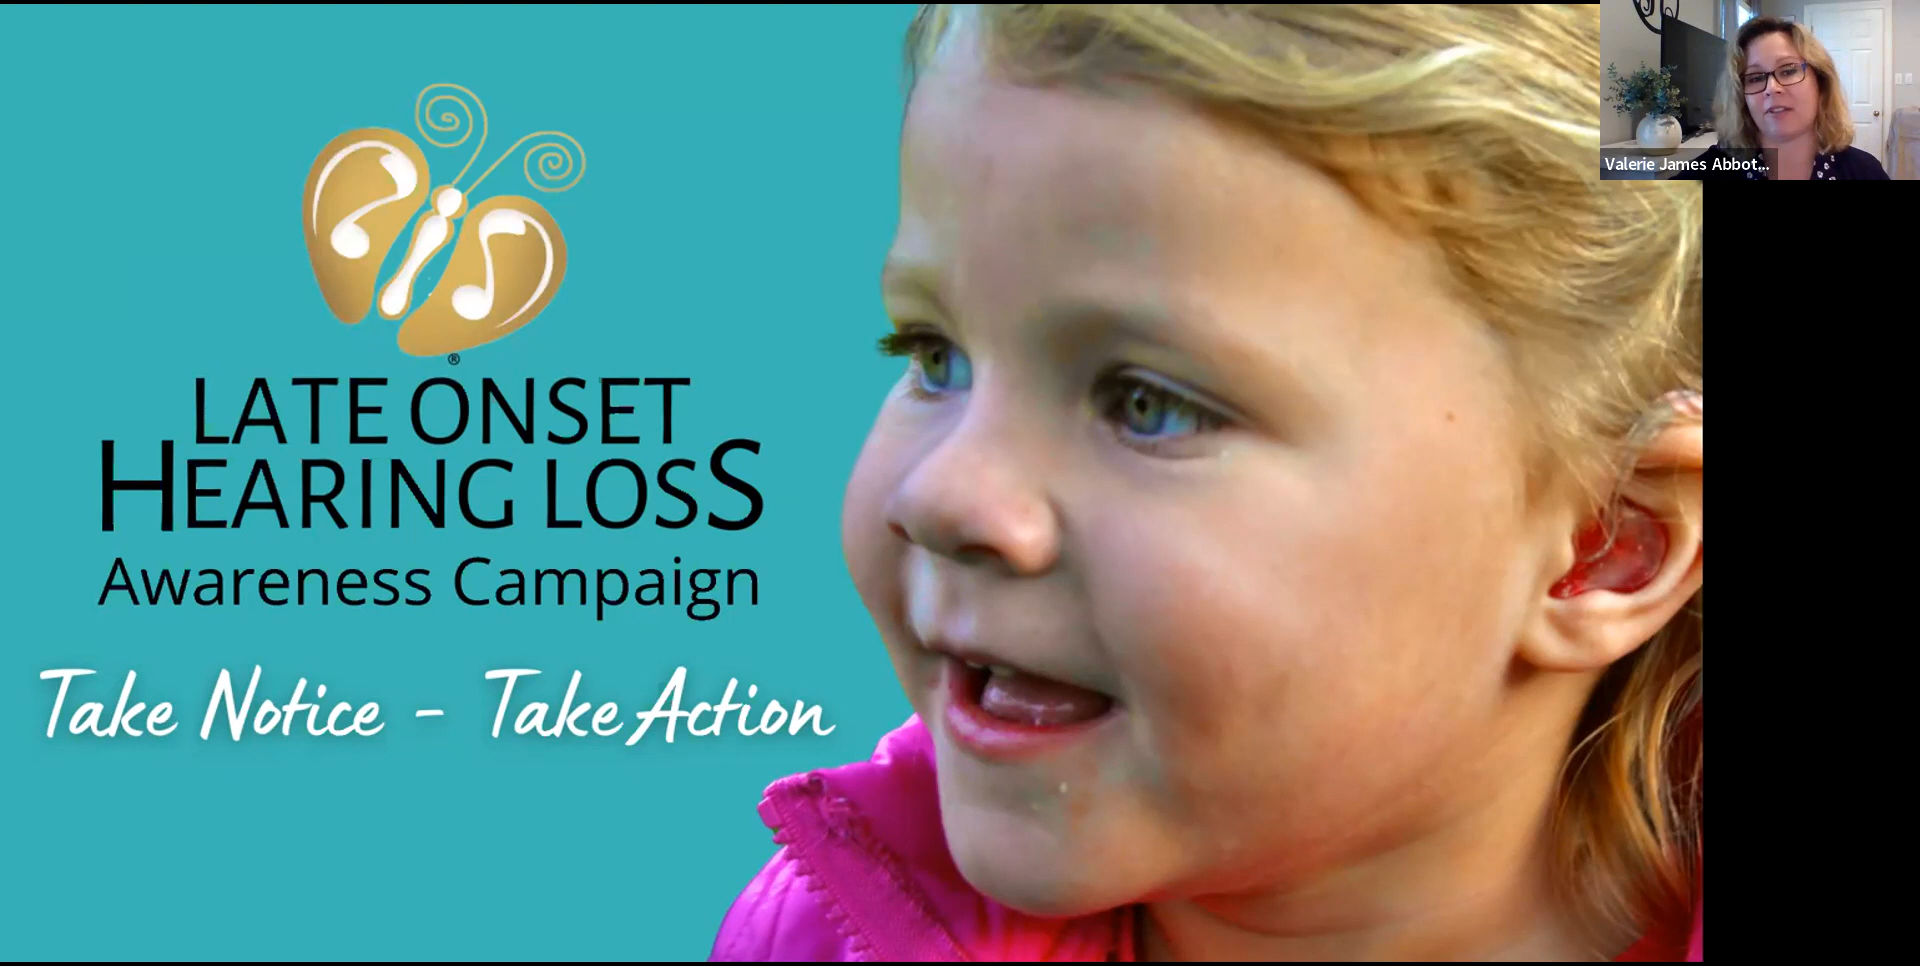 ®
LATE ONSET
HEARING LOSS
Awareness Campaign
Take Notice - Take Action
Valerie James Abbot...